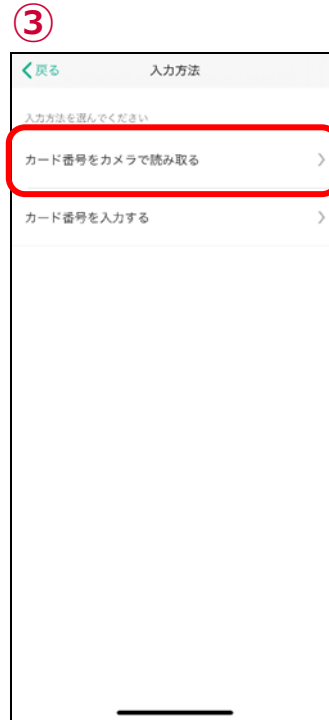 ③
戻る 入力方法
入力方法を選んでください
カード番号をカメラで読み取る
カード番号を入力する